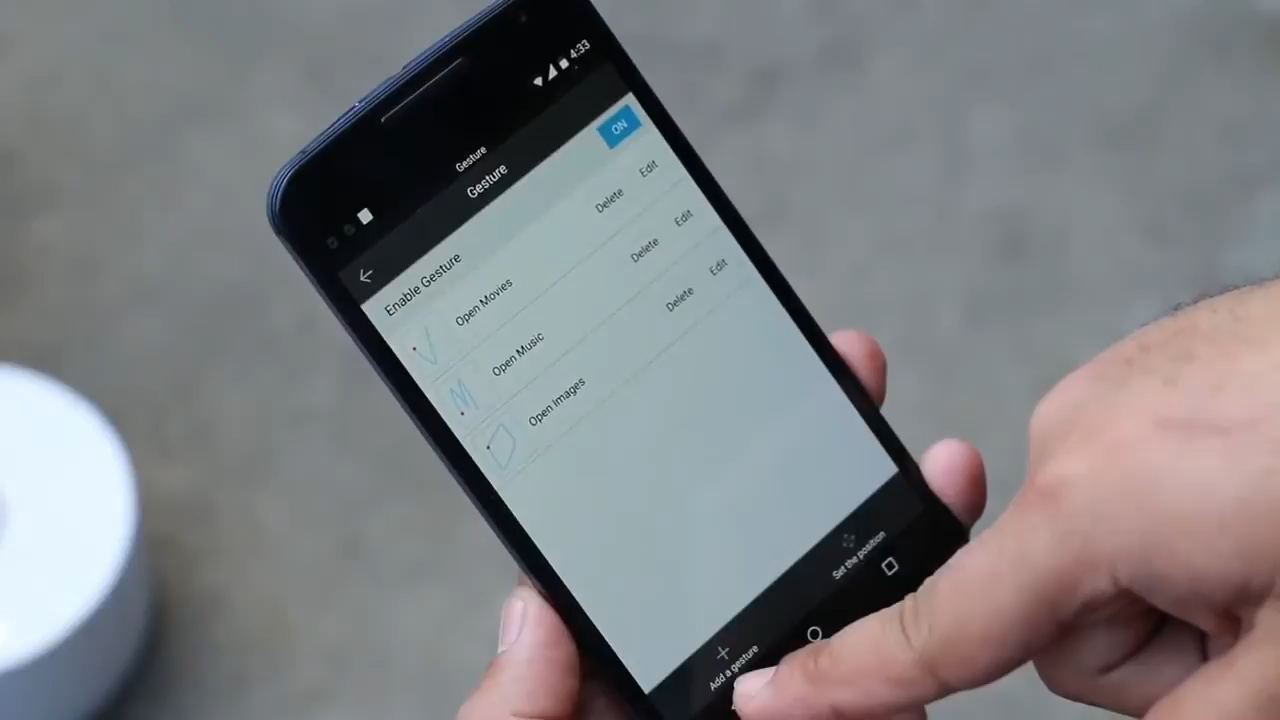 4:33
Gesture
Gesture
Enable Gesture ON
Open Movies Delete Edit
Open Music Delete Edit
Open Images Delete Edit
Add a gesture Set the position